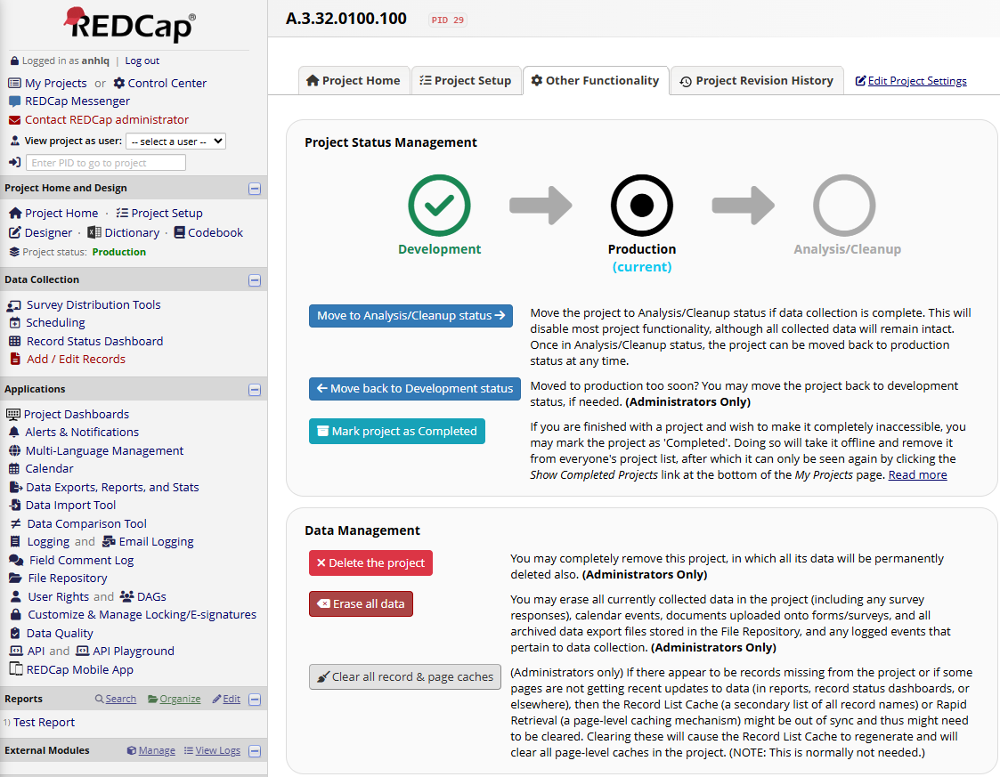 REDCap®
Logged in as anhlq | Log out
My Projects or Control Center
REDCap Messenger
Contact REDCap administrator
View project as user: -- select a user --
Enter PID to go to project
Project Home and Design
Project Home · Project Setup
Designer · Dictionary · Codebook
Project status: Production
Data Collection
Survey Distribution Tools
Scheduling
Record Status Dashboard
Add / Edit Records
Applications
Project Dashboards
Alerts & Notifications
Multi-Language Management
Calendar
Data Exports, Reports, and Stats
Data Import Tool
Data Comparison Tool
Logging and Email Logging
Field Comment Log
File Repository
User Rights and DAGs
Customize & Manage Locking/E-signatures
Data Quality
API and API Playground
REDCap Mobile App
Reports Search Organize Edit
1) Test Report
External Modules Manage View Logs
A.3.32.0100.100 PID 29
Project Home Project Setup Other Functionality Project Revision History Edit Project Settings
Project Status Management
Development
Production
(current)
Analysis/Cleanup
Move to Analysis/Cleanup status
Move the project to Analysis/Cleanup status if data collection is complete. This will
disable most project functionality, although all collected data will remain intact.
Once in Analysis/Cleanup status, the project can be moved back to production
status at any time.
Move back to Development status
Moved to production too soon? You may move the project back to development
status, if needed. (Administrators Only)
Mark project as Completed
If you are finished with a project and wish to make it completely inaccessible, you
may mark the project as 'Completed'. Doing so will take it offline and remove it
from everyone's project list, after which it can only be seen again by clicking the
Show Completed Projects link at the bottom of the My Projects page. Read more
Data Management
Delete the project
You may completely remove this project, in which all its data will be permanently
deleted also. (Administrators Only)
Erase all data
You may erase all currently collected data in the project (including any survey
responses), calendar events, documents uploaded onto forms/surveys, and all
archived data export files stored in the File Repository, and any logged events that
pertain to data collection. (Administrators Only)
Clear all record & page caches
(Administrators only) If there appear to be records missing from the project or if some
pages are not getting recent updates to data (in reports, record status dashboards, or
elsewhere), then the Record List Cache (a secondary list of all record names) or Rapid
Retrieval (a page-level caching mechanism) might be out of sync and thus might need
to be cleared. Clearing these will cause the Record List Cache to regenerate and will
clear all page-level caches in the project. (NOTE: This is normally not needed.)